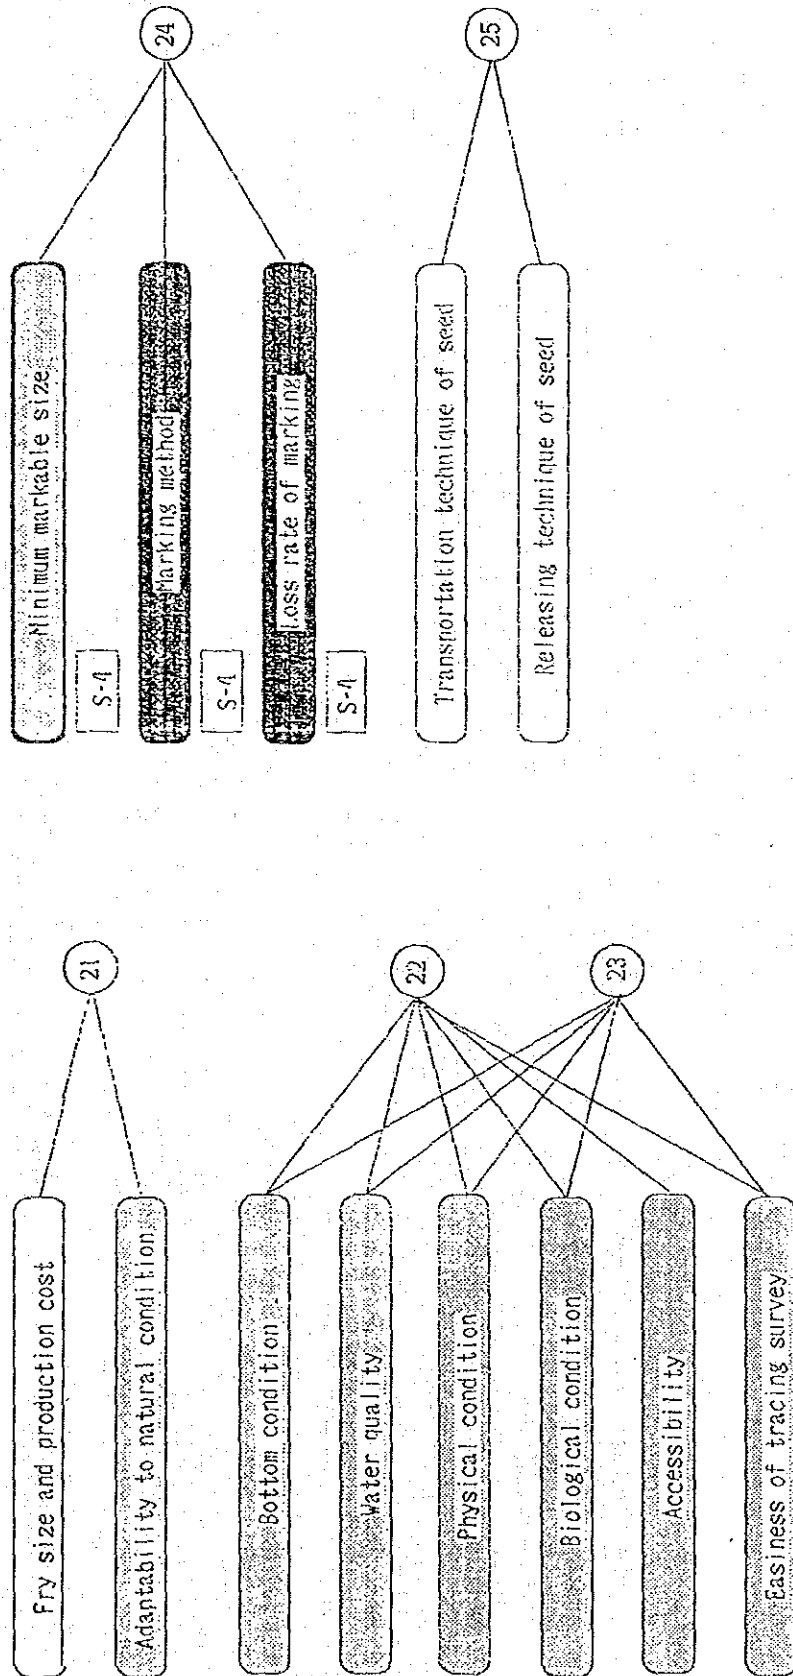 Fry size and production cost
Adaptability to natural condition
21
Bottom condition
Water quality
Physical condition
Biological condition
Accessibility
Easiness of tracing survey
22
23
Minimum markable size
S-4
Marking method
S-4
Loss rate of marking
S-4
24
Transportation technique of seed
Releasing technique of seed
25